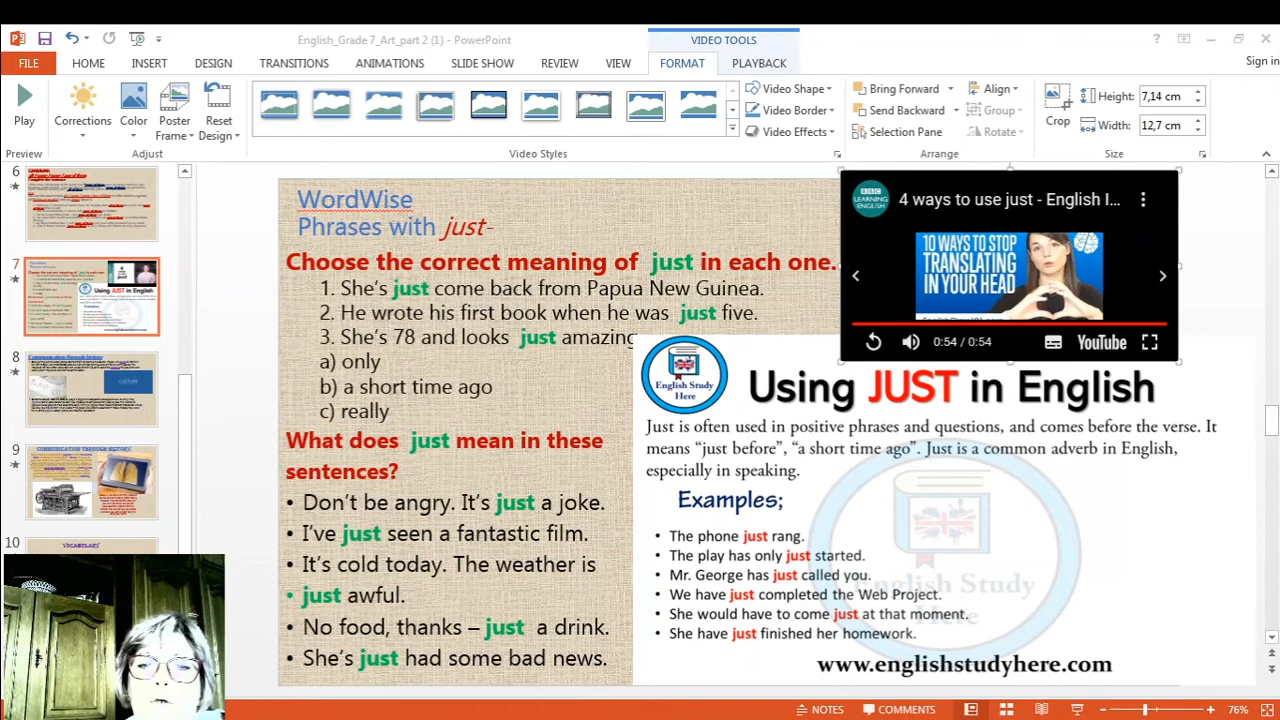 English_Grade 7_Art_part 2 (1) - PowerPoint
VIDEO TOOLS
?
Sign in
FILE
HOME
INSERT
DESIGN
TRANSITIONS
ANIMATIONS
SLIDE SHOW
REVIEW
VIEW
FORMAT
PLAYBACK
Play
Corrections
Color
Poster Frame
Reset Design
Video Shape
Video Border
Video Effects
Bring Forward
Send Backward
Selection Pane
Align
Group
Rotate
Crop
Height: 7,14 cm
Width: 12,7 cm
Preview
Adjust
Video Styles
Arrange
Size
6
7
8
9
10
WordWise
Phrases with just-
Choose the correct meaning of just in each one.
1. She's just come back from Papua New Guinea.
2. He wrote his first book when he was just five.
3. She's 78 and looks just amazing
a) only
b) a short time ago
c) really
What does just mean in these
sentences?
• Don't be angry. It's just a joke.
• I've just seen a fantastic film.
• It's cold today. The weather is
• just awful.
• No food, thanks – just a drink.
• She's just had some bad news.
BBC
LEARNING
ENGLISH
4 ways to use just - English I...
10 WAYS TO STOP
TRANSLATING
IN YOUR HEAD
0:54 / 0:54
YouTube
English Study
Here
Using JUST in English
Just is often used in positive phrases and questions, and comes before the verse. It
means "just before", "a short time ago". Just is a common adverb in English,
especially in speaking.
Examples;
• The phone just rang.
• The play has only just started.
• Mr. George has just called you.
• We have just completed the Web Project.
• She would have to come just at that moment.
• She have just finished her homework.
English Study
Here
www.englishstudyhere.com
NOTES
COMMENTS
76%